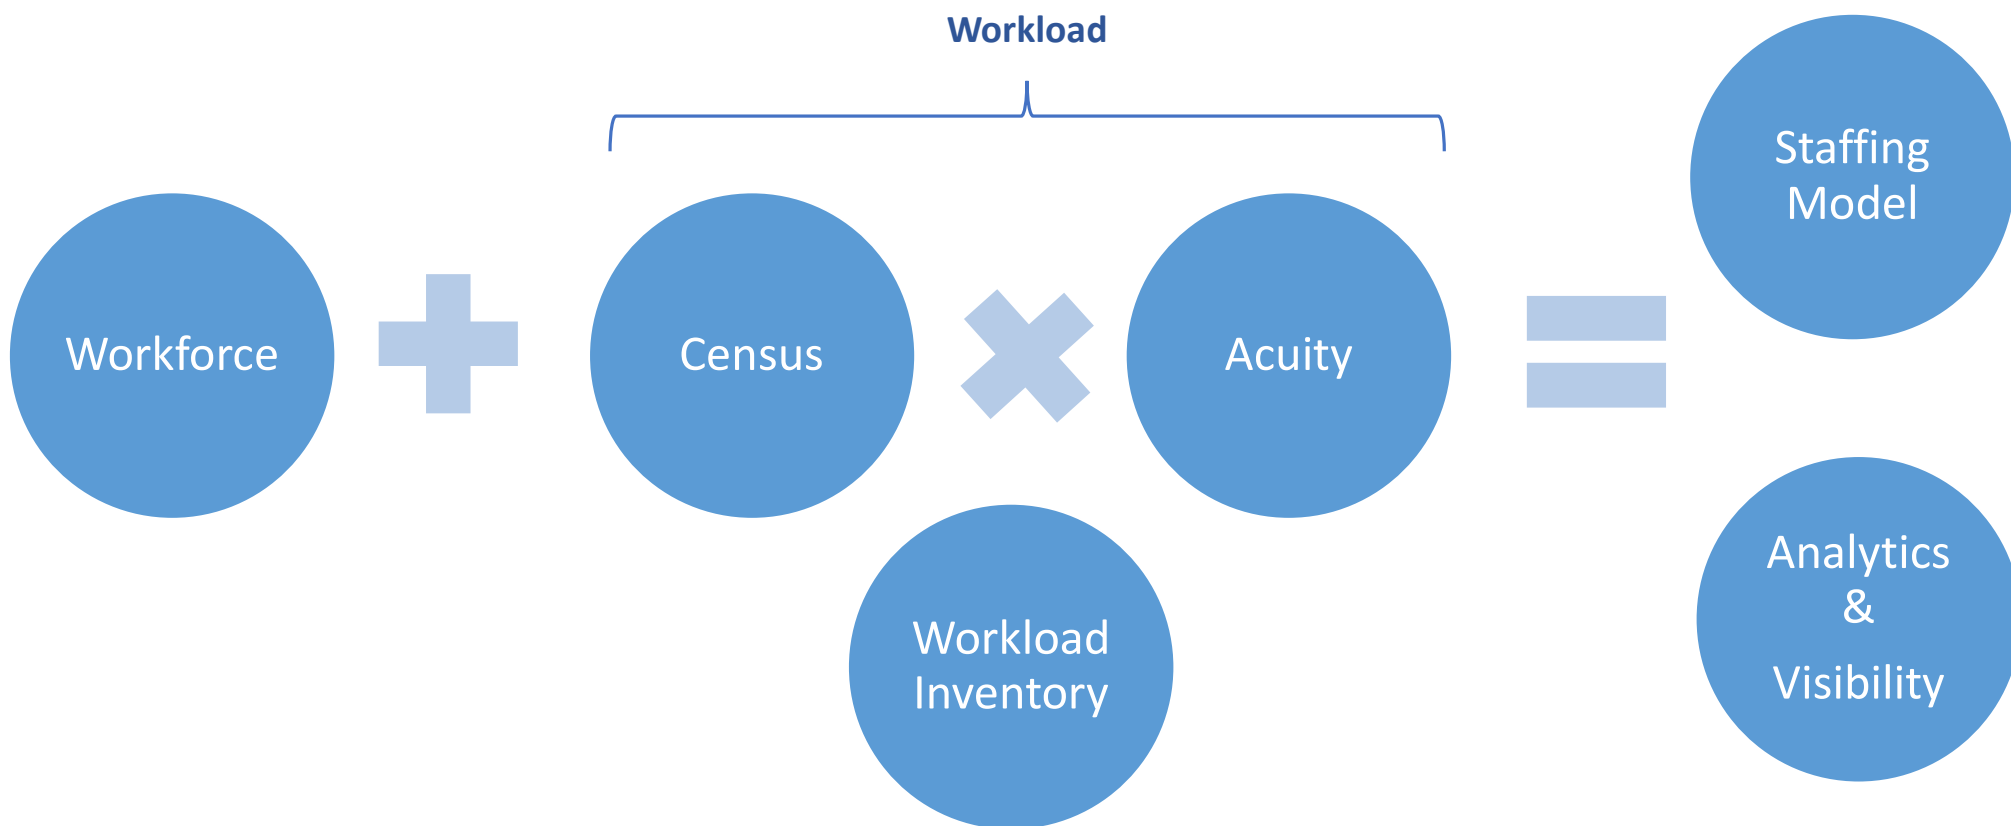 Workload
Workforce
Census
Acuity
Workload
Inventory
Staffing
Model
Analytics
&
Visibility